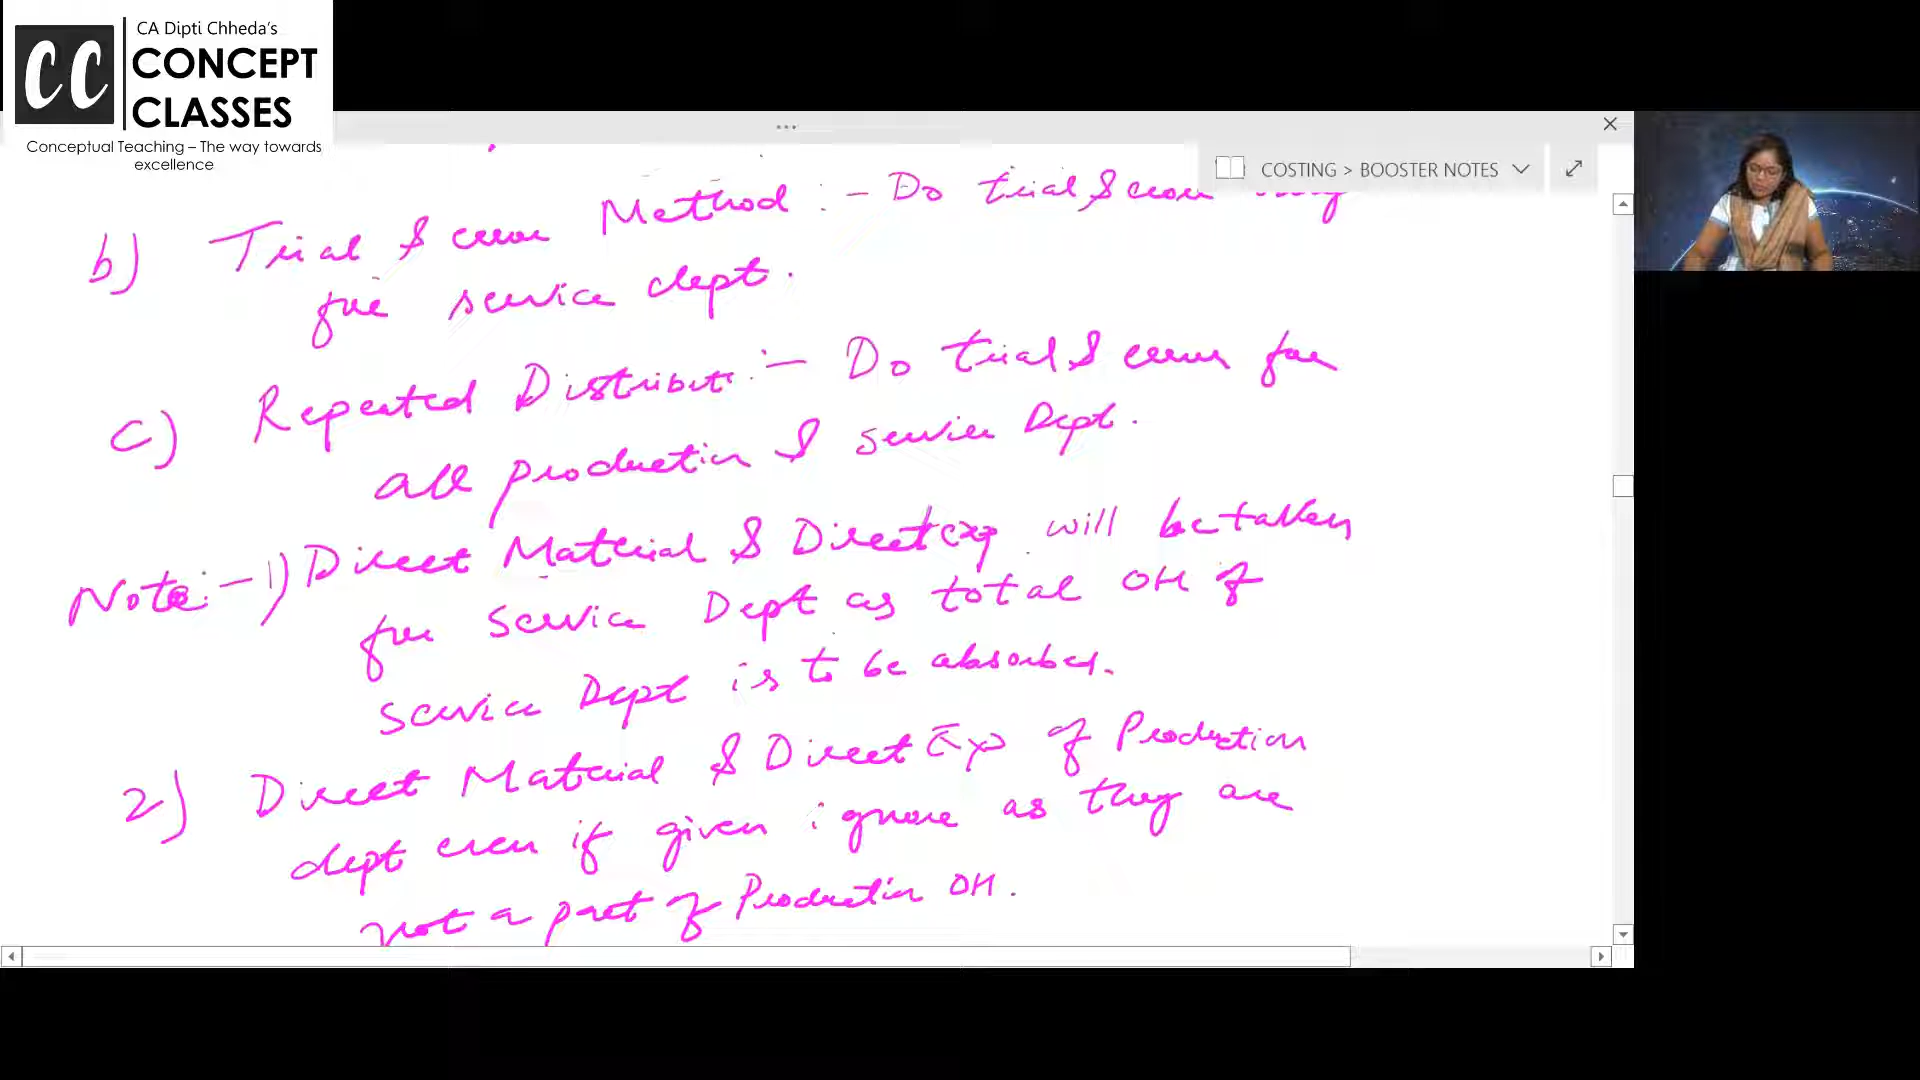 CA Dipti Chheda's
CC
CONCEPT
CLASSES
Conceptual Teaching – The way towards
excellence
COSTING > BOOSTER NOTES
b) Trial & error Method :- Do trial & error only
for service dept.
c) Repeated Distributn :- Do trial & error for
all production & service Dept.
Note :- 1) Direct Material & Direct exp. will be taken
for service Dept as total OH of
service Dept is to be absorbed.
2) Direct Material & Direct Exp of Production
dept even if given ignore as they are
not a part of Production OH.